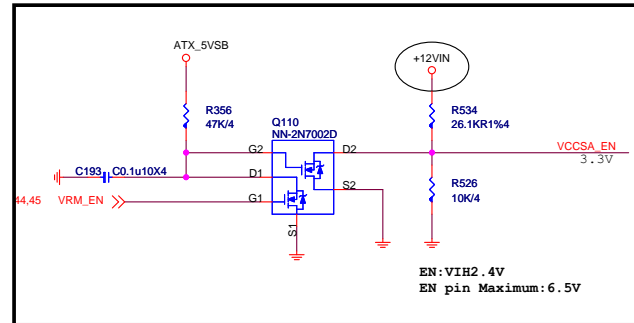 ATX_5VSB
+12VIN
R356
47K/4
Q110
NN-2N7002D
R534
26.1KR1%4
G2
D2
VCCSA_EN
3.3V
C193
C0.1u10X4
D1
S2
R526
10K/4
44,45
VRM_EN
G1
S1
EN:VIH2.4V
EN pin Maximum:6.5V